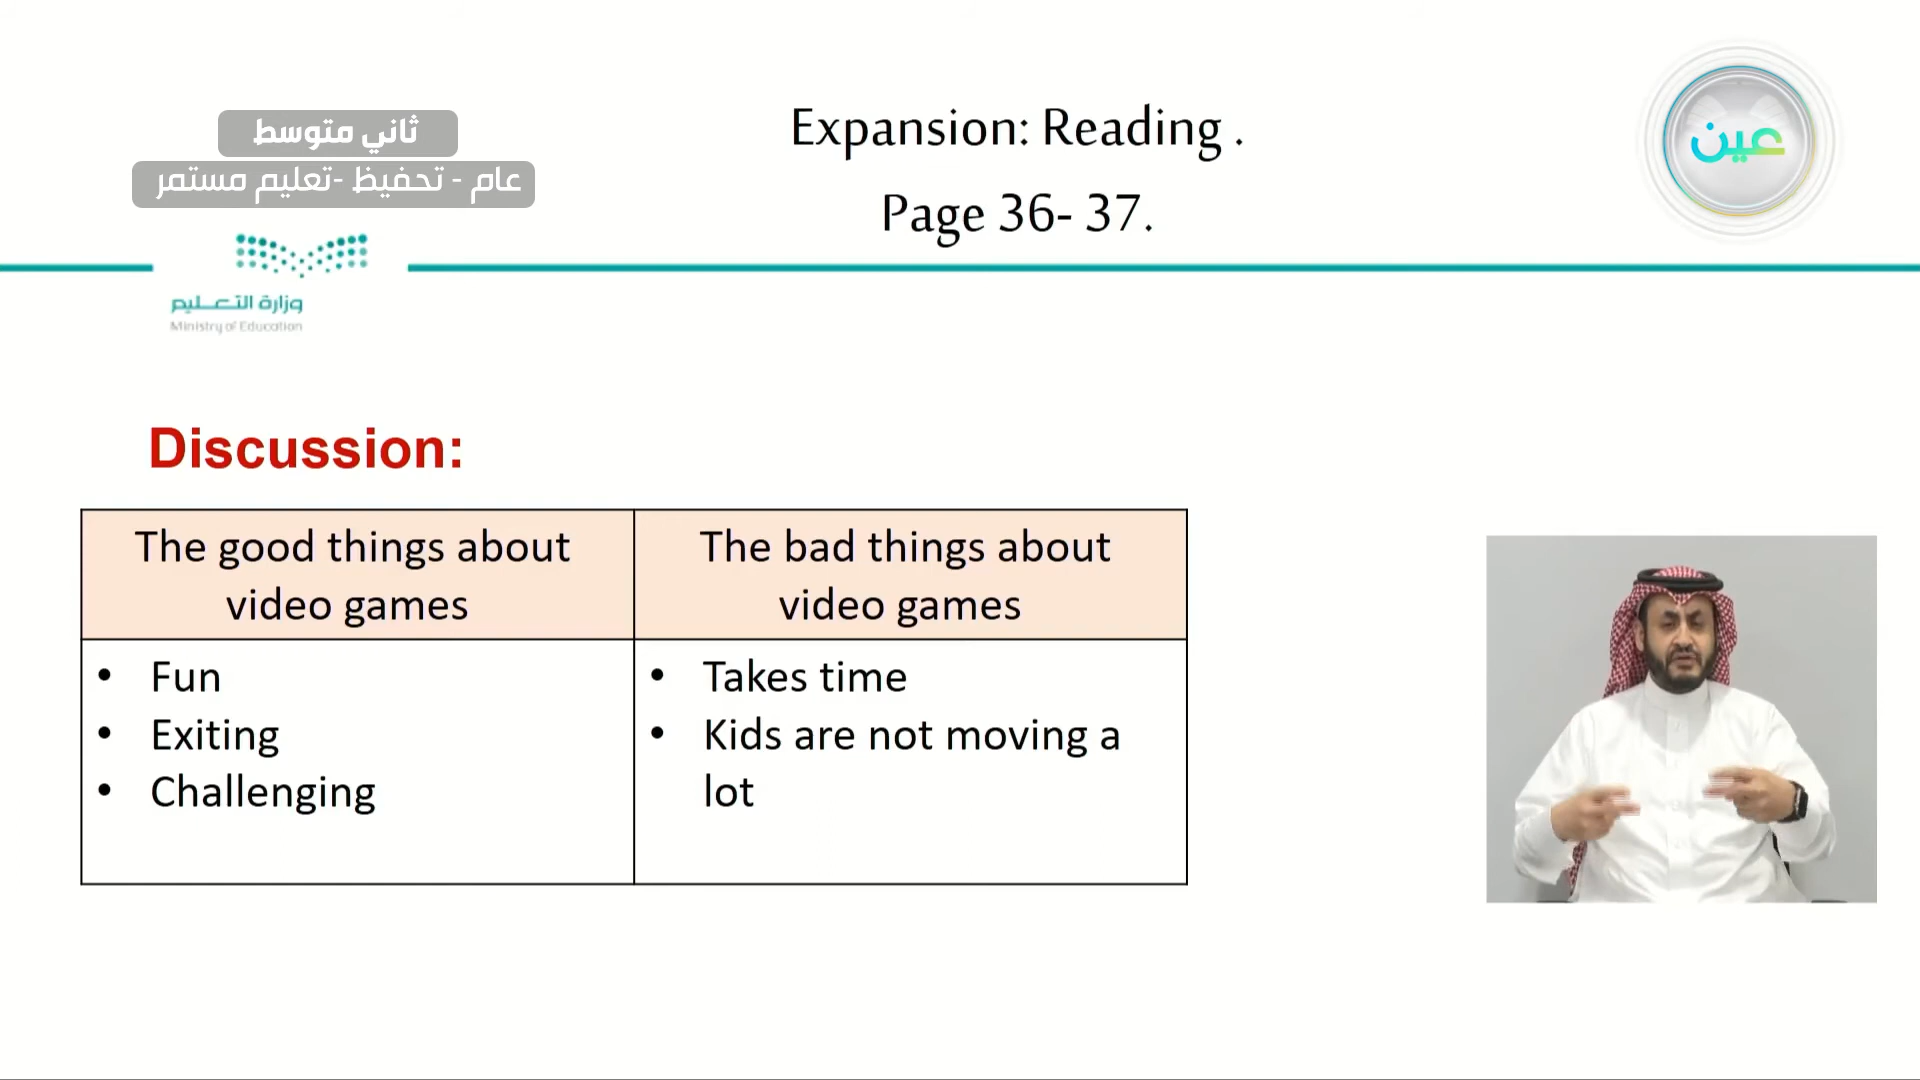 Expansion: Reading .
Page 36- 37.
ثاني متوسط
عام - تحفيظ -تعليم مستمر
عين
وزارة التعليم
Ministry of Education
Discussion:
The good things about
video games
The bad things about
video games
• Fun
• Exiting
• Challenging
• Takes time
• Kids are not moving a
lot